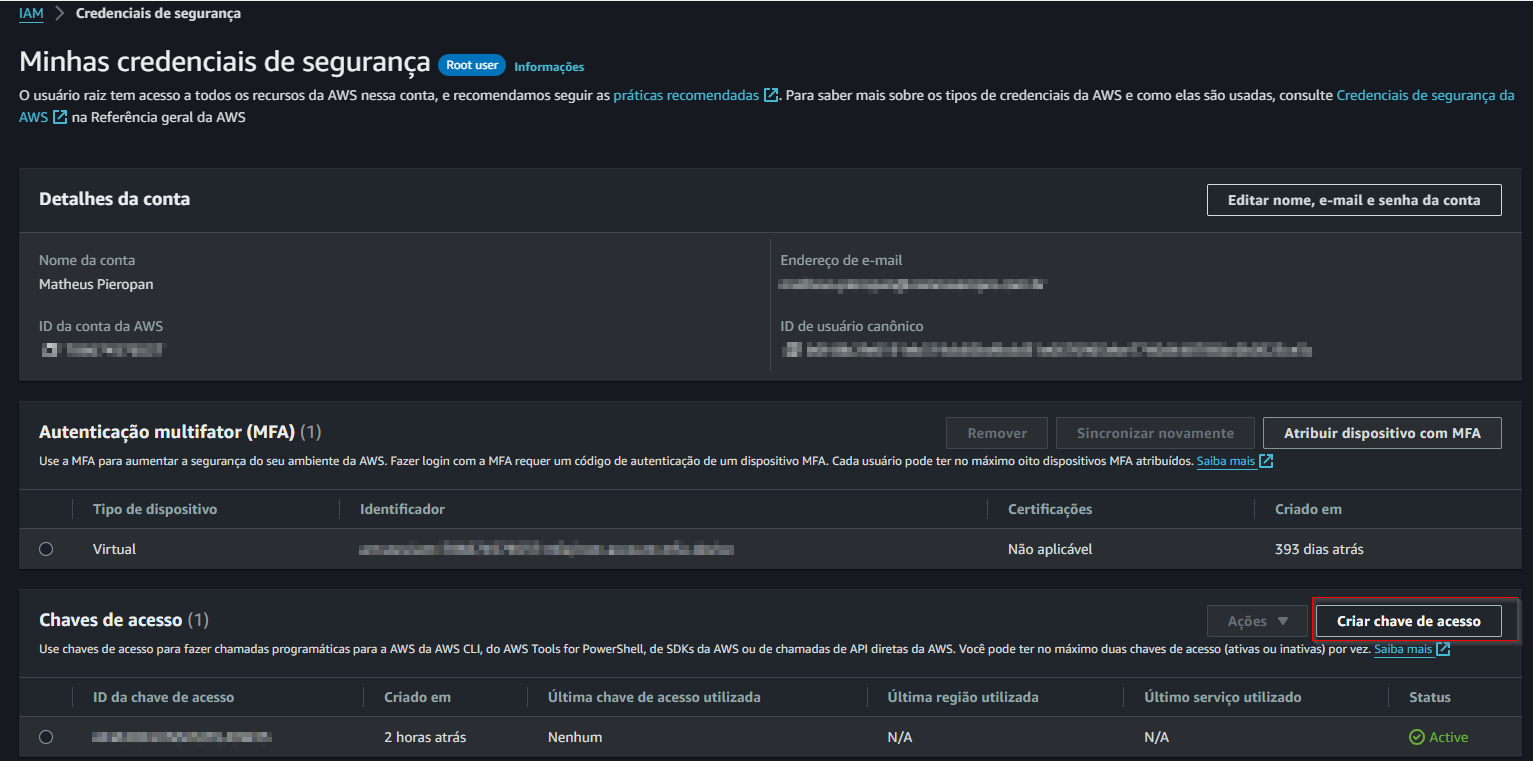 IAM > Credenciais de segurança
Minhas credenciais de segurança Root user Informações
O usuário raiz tem acesso a todos os recursos da AWS nessa conta, e recomendamos seguir as práticas recomendadas. Para saber mais sobre os tipos de credenciais da AWS e como elas são usadas, consulte Credenciais de segurança da
AWS na Referência geral da AWS
Detalhes da conta
Editar nome, e-mail e senha da conta
Nome da conta
Matheus Pieropan
Endereço de e-mail
ID da conta da AWS
ID de usuário canônico
Autenticação multifator (MFA) (1)
Remover Sincronizar novamente Atribuir dispositivo com MFA
Use a MFA para aumentar a segurança do seu ambiente da AWS. Fazer login com a MFA requer um código de autenticação de um dispositivo MFA. Cada usuário pode ter no máximo oito dispositivos MFA atribuídos. Saiba mais
Tipo de dispositivo Identificador Certificações Criado em
Virtual Não aplicável 393 dias atrás
Chaves de acesso (1)
Ações Criar chave de acesso
Use chaves de acesso para fazer chamadas programáticas para a AWS da AWS CLI, do AWS Tools for PowerShell, de SDKs da AWS ou de chamadas de API diretas da AWS. Você pode ter no máximo duas chaves de acesso (ativas ou inativas) por vez. Saiba mais
ID da chave de acesso Criado em Última chave de acesso utilizada Última região utilizada Último serviço utilizado Status
2 horas atrás Nenhum N/A N/A Active